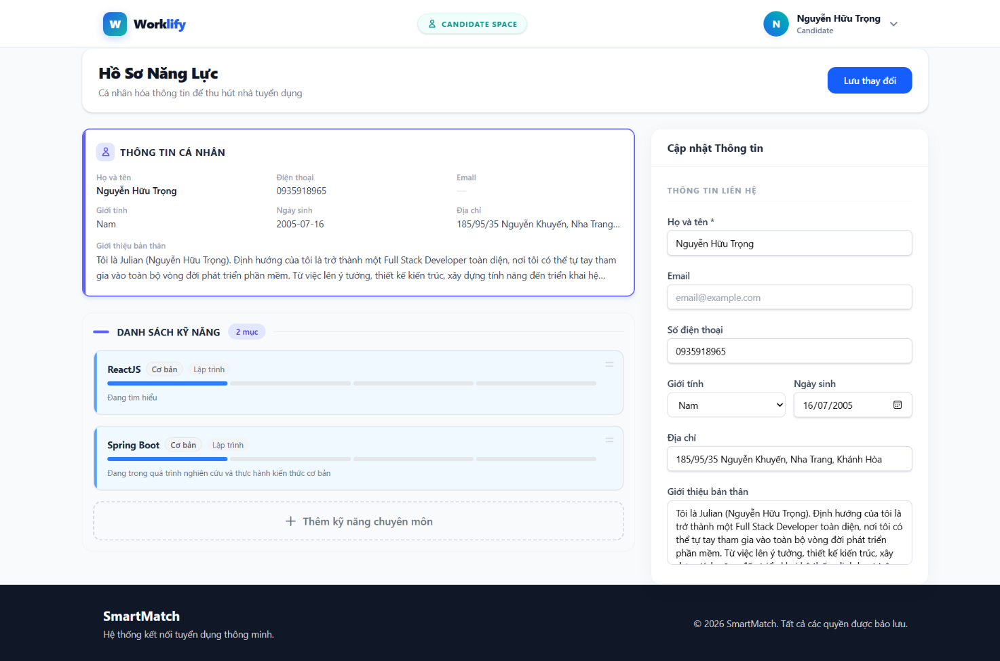 W Worklify
CANDIDATE SPACE
N
Nguyễn Hữu Trọng
Candidate
Hồ Sơ Năng Lực
Cá nhân hóa thông tin để thu hút nhà tuyển dụng
Lưu thay đổi
THÔNG TIN CÁ NHÂN
Họ và tên
Nguyễn Hữu Trọng
Điện thoại
0935918965
Email
—
Giới tính
Nam
Ngày sinh
2005-07-16
Địa chỉ
185/95/35 Nguyễn Khuyến, Nha Trang...
Giới thiệu bản thân
Tôi là Julian (Nguyễn Hữu Trọng). Định hướng của tôi là trở thành một Full Stack Developer toàn diện, nơi tôi có thể tự tay tham
gia vào toàn bộ vòng đời phát triển phần mềm. Từ việc lên ý tưởng, thiết kế kiến trúc, xây dựng tính năng đến triển khai hệ...
DANH SÁCH KỸ NĂNG 2 mục
ReactJS Cơ bản Lập trình
Đang tìm hiểu
Spring Boot Cơ bản Lập trình
Đang trong quá trình nghiên cứu và thực hành kiến thức cơ bản
+ Thêm kỹ năng chuyên môn
Cập nhật Thông tin
THÔNG TIN LIÊN HỆ
Họ và tên *
Nguyễn Hữu Trọng
Email
email@example.com
Số điện thoại
0935918965
Giới tính
Nam
Ngày sinh
16/07/2005
Địa chỉ
185/95/35 Nguyễn Khuyến, Nha Trang, Khánh Hòa
Giới thiệu bản thân
Tôi là Julian (Nguyễn Hữu Trọng). Định hướng của tôi là
trở thành một Full Stack Developer toàn diện, nơi tôi có
thể tự tay tham gia vào toàn bộ vòng đời phát triển
phần mềm. Từ việc lên ý tưởng, thiết kế kiến trúc, xây
SmartMatch
Hệ thống kết nối tuyển dụng thông minh.
© 2026 SmartMatch. Tất cả các quyền được bảo lưu.